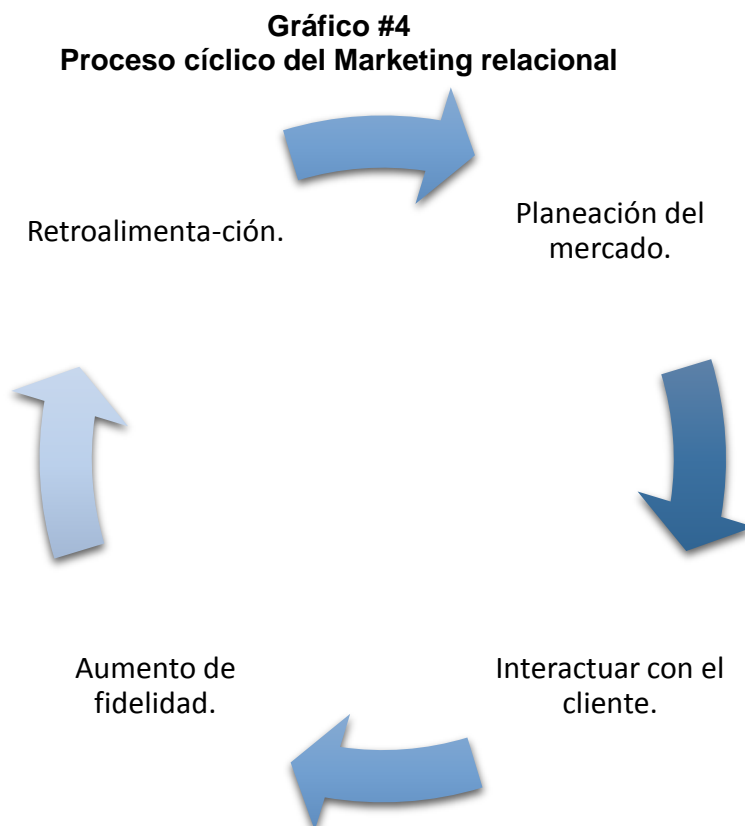 Gráfico #4
Proceso cíclico del Marketing relacional
Retroalimenta-ción.
Planeación del
mercado.
Aumento de
fidelidad.
Interactuar con el
cliente.